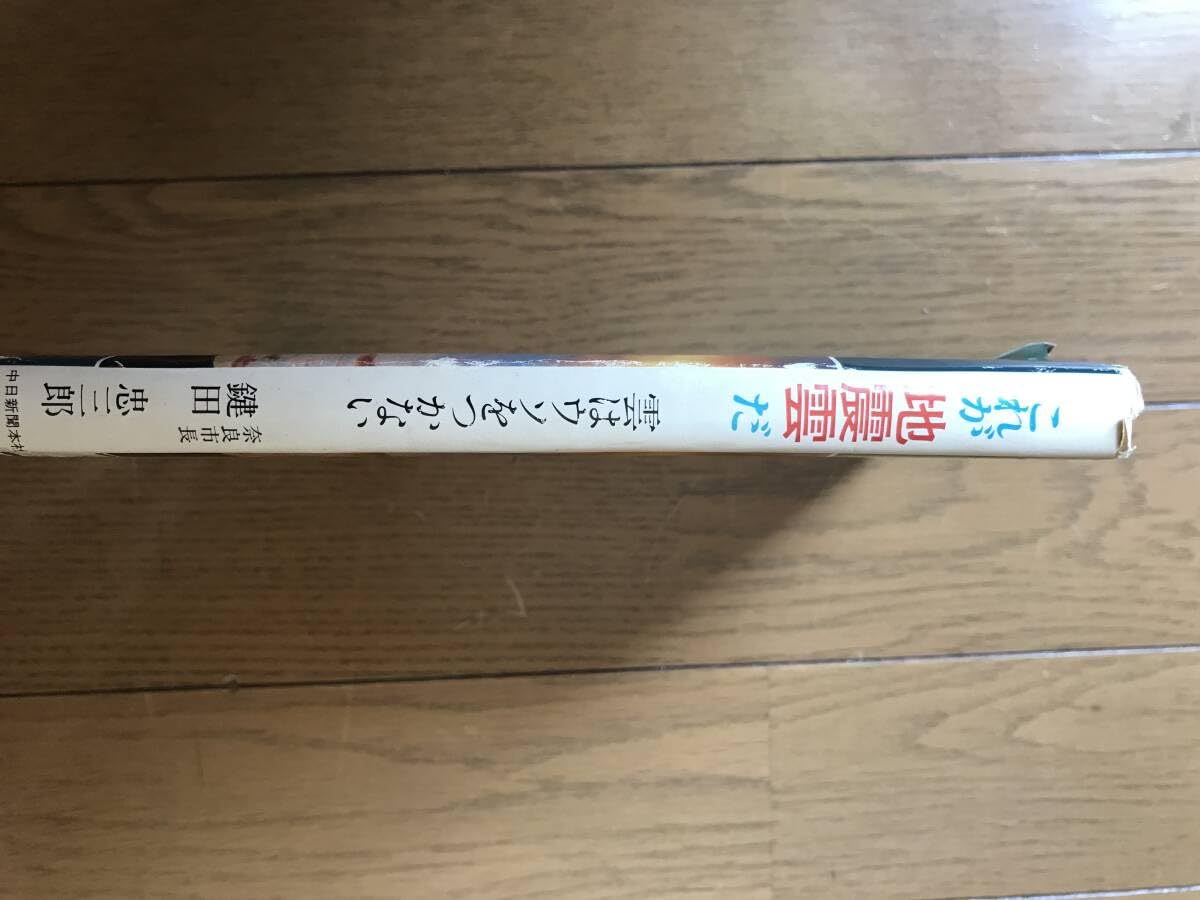 これが地震雲だ
雲はウソをつかない
奈良市長
鍵田忠三郎
中日新聞本社